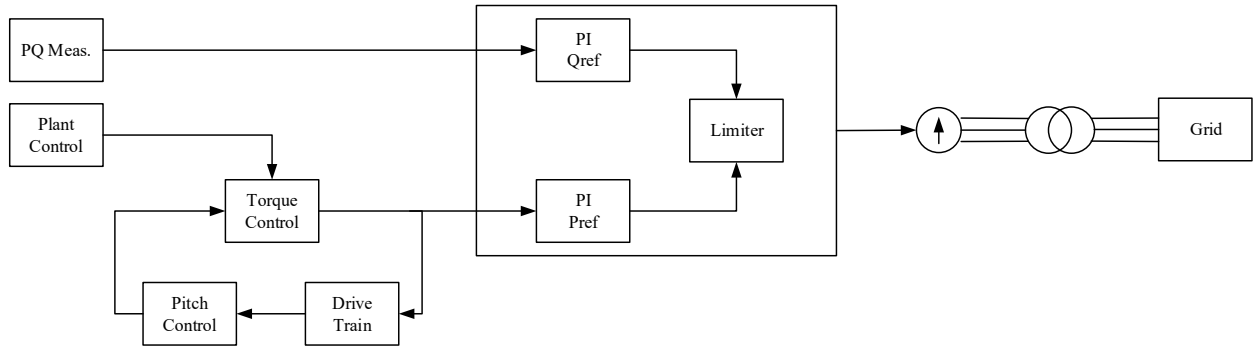 PQ Meas.
PI
Qref
Plant
Control
Limiter
Grid
Torque
Control
PI
Pref
Pitch
Control
Drive
Train